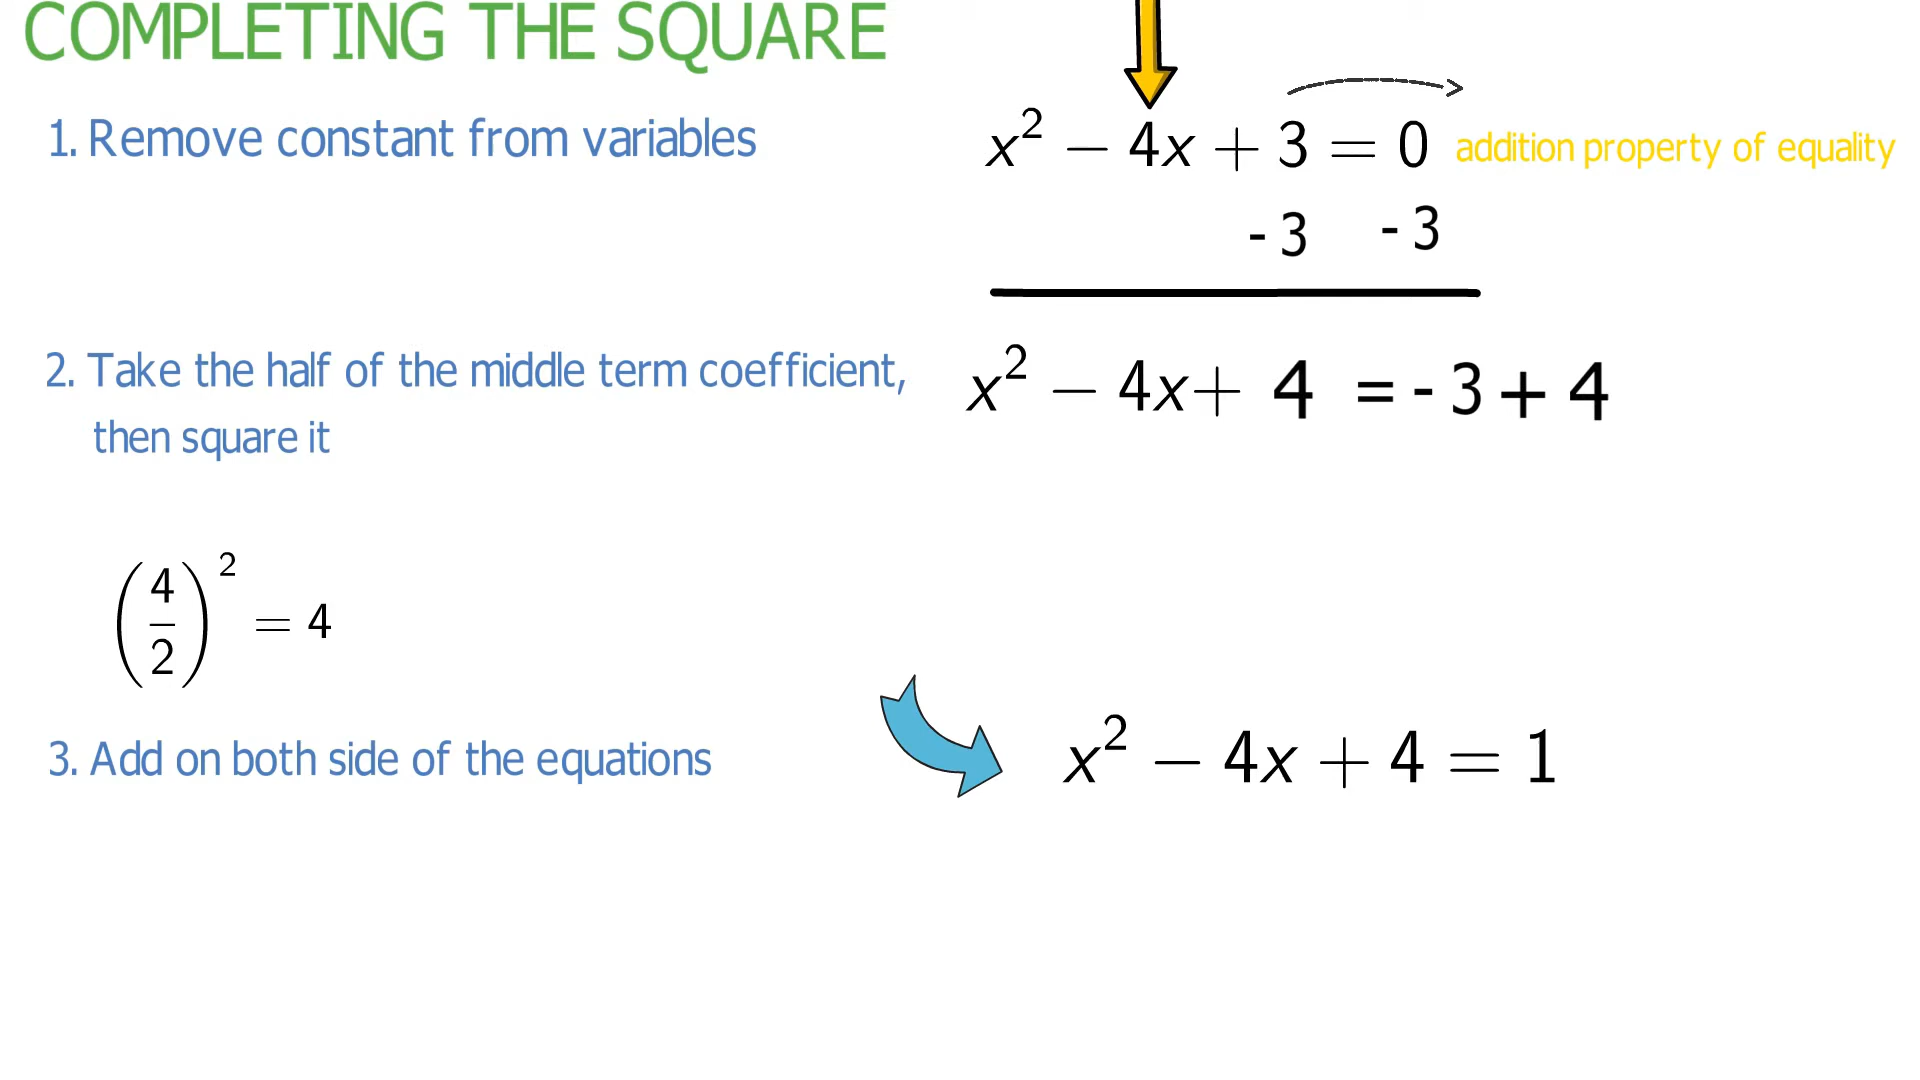 COMPLETING THE SQUARE
1. Remove constant from variables
x² − 4x + 3 = 0 addition property of equality
- 3 - 3
2. Take the half of the middle term coefficient,
then square it
x² − 4x+ 4 = - 3 + 4
(4/2)² = 4
3. Add on both side of the equations
x² − 4x + 4 = 1